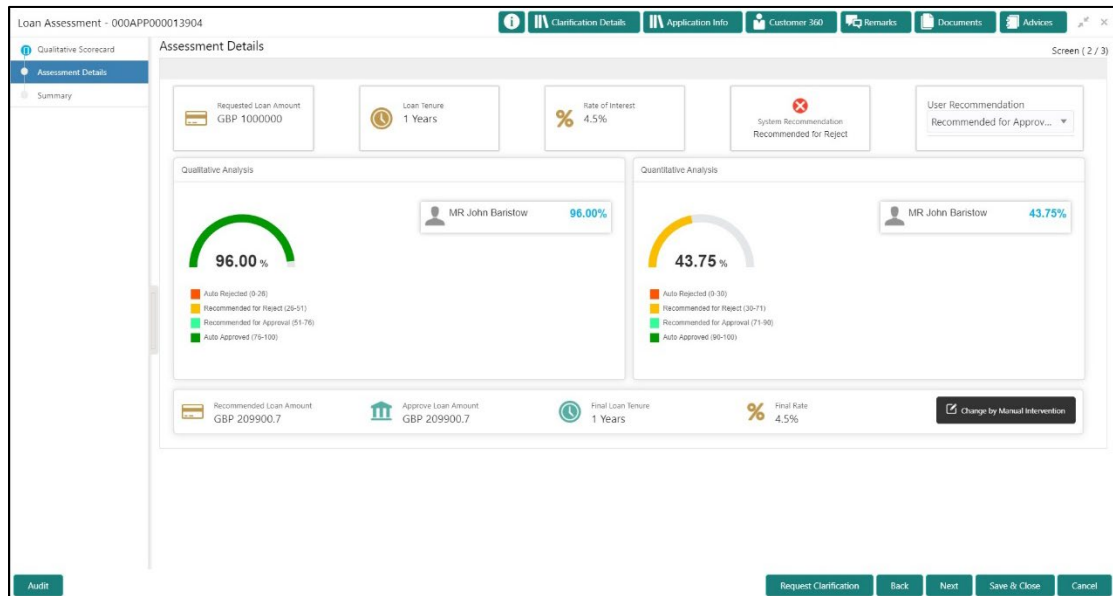 Loan Assessment - 000APP000013904
Clarification Details
Application Info
Customer 360
Remarks
Documents
Advices
Qualitative Scorecard
Assessment Details
Summary
Assessment Details
Screen ( 2 / 3)
Requested Loan Amount
GBP 1000000
Loan Tenure
1 Years
Rate of Interest
4.5%
System Recommendation
Recommended for Reject
User Recommendation
Recommended for Approv...
Qualitative Analysis
MR John Baristow 96.00%
96.00 %
Auto Rejected (0-26)
Recommended for Reject (26-51)
Recommended for Approval (51-76)
Auto Approved (76-100)
Quantitative Analysis
MR John Baristow 43.75%
43.75 %
Auto Rejected (0-30)
Recommended for Reject (30-71)
Recommended for Approval (71-90)
Auto Approved (90-100)
Recommended Loan Amount
GBP 209900.7
Approve Loan Amount
GBP 209900.7
Final Loan Tenure
1 Years
Final Rate
4.5%
Change by Manual Intervention
Audit
Request Clarification
Back
Next
Save & Close
Cancel